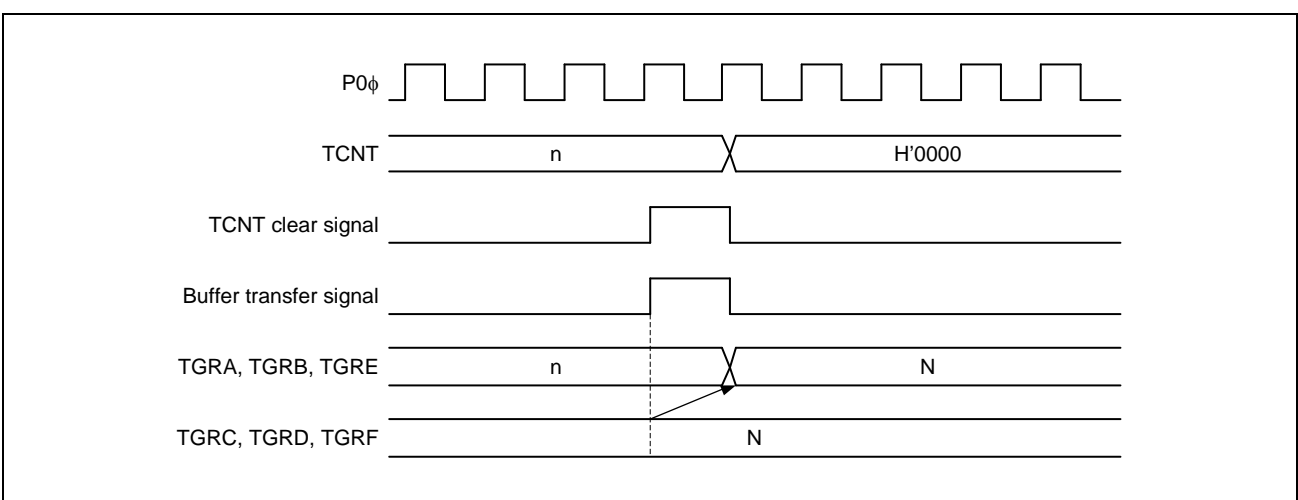 P0ϕ
TCNT n H'0000
TCNT clear signal
Buffer transfer signal
TGRA, TGRB, TGRE n N
TGRC, TGRD, TGRF N